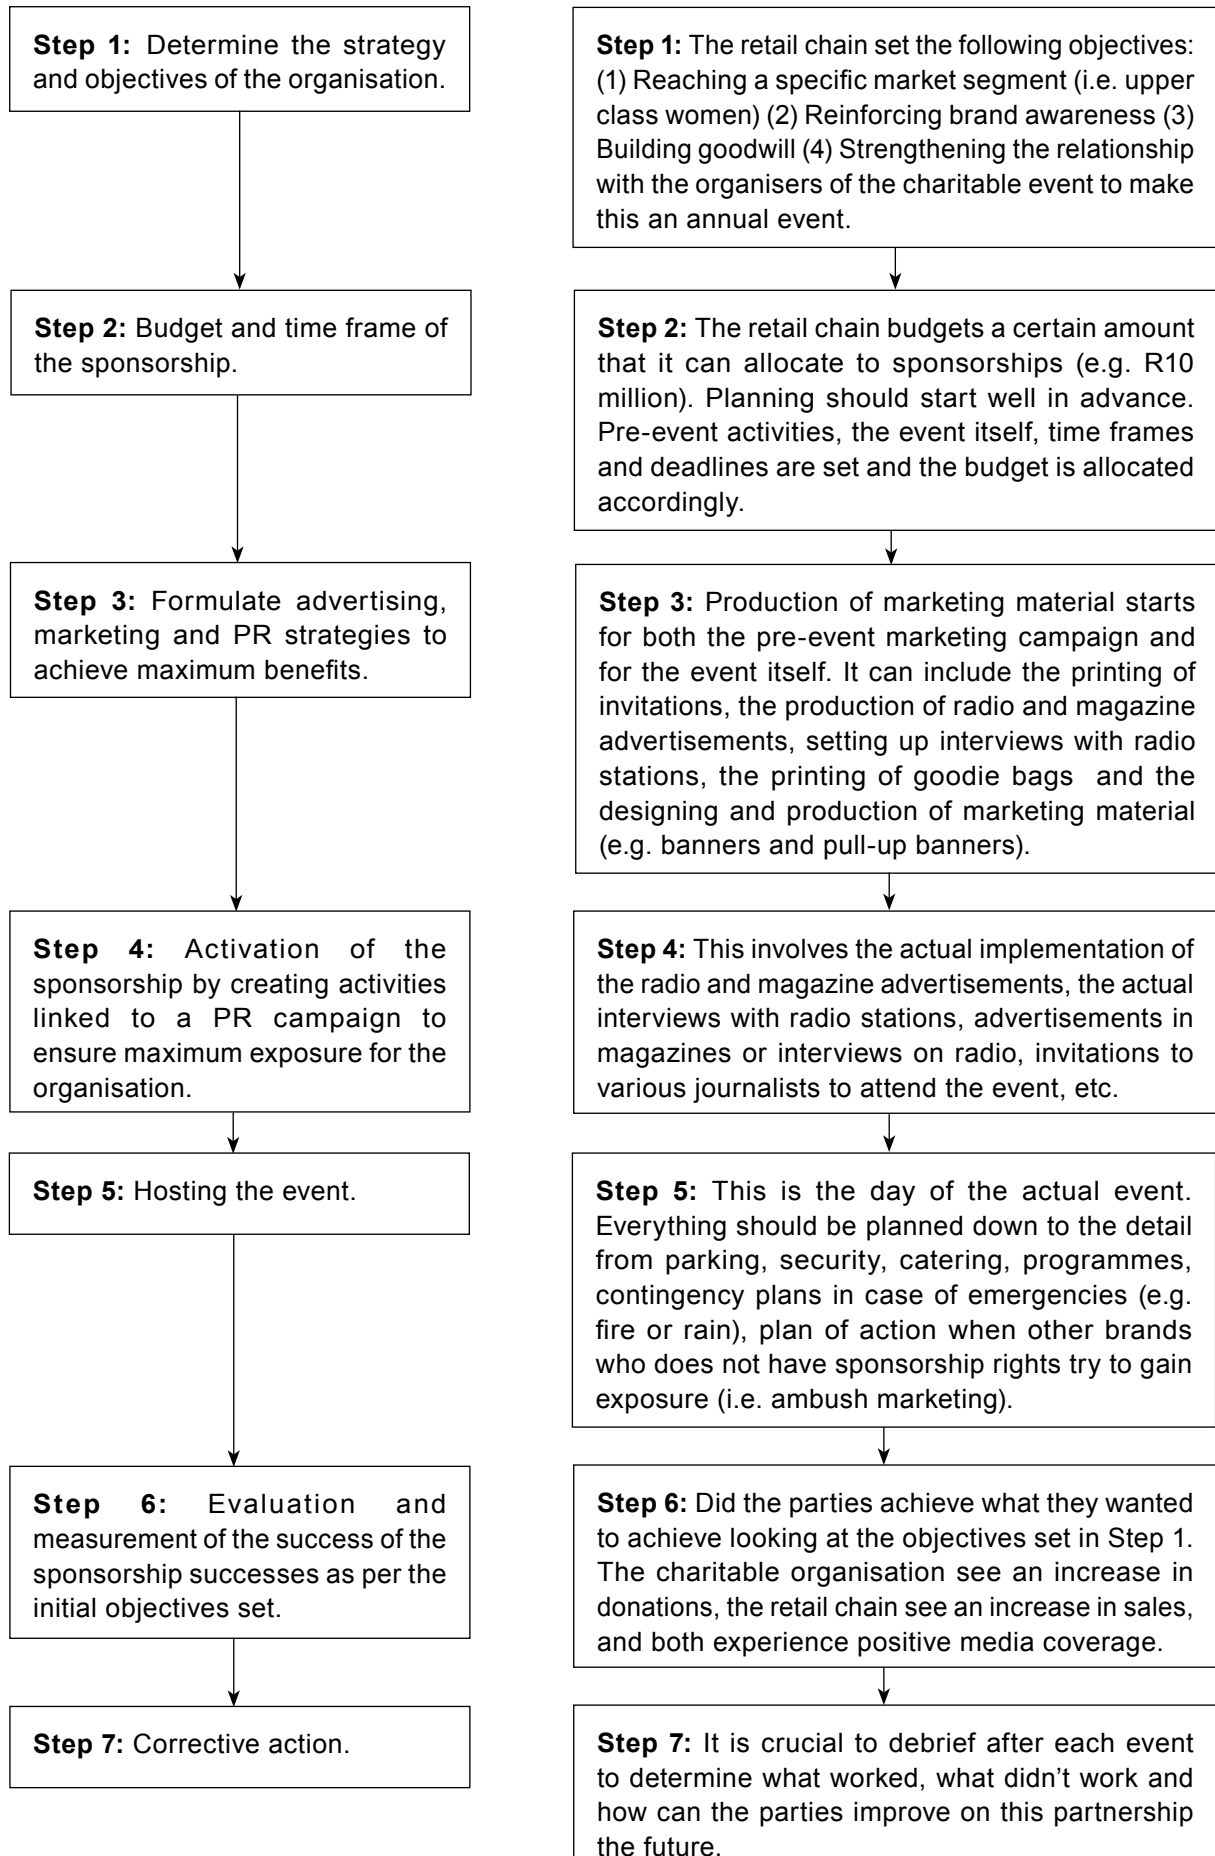 Step 1: Determine the strategy
and objectives of the organisation.
Step 1: The retail chain set the following objectives:
(1) Reaching a specific market segment (i.e. upper
class women) (2) Reinforcing brand awareness (3)
Building goodwill (4) Strengthening the relationship
with the organisers of the charitable event to make
this an annual event.
Step 2: Budget and time frame of
the sponsorship.
Step 2: The retail chain budgets a certain amount
that it can allocate to sponsorships (e.g. R10
million). Planning should start well in advance.
Pre-event activities, the event itself, time frames
and deadlines are set and the budget is allocated
accordingly.
Step 3: Formulate advertising,
marketing and PR strategies to
achieve maximum benefits.
Step 3: Production of marketing material starts
for both the pre-event marketing campaign and
for the event itself. It can include the printing of
invitations, the production of radio and magazine
advertisements, setting up interviews with radio
stations, the printing of goodie bags and the
designing and production of marketing material
(e.g. banners and pull-up banners).
Step 4: Activation of the
sponsorship by creating activities
linked to a PR campaign to
ensure maximum exposure for the
organisation.
Step 4: This involves the actual implementation of
the radio and magazine advertisements, the actual
interviews with radio stations, advertisements in
magazines or interviews on radio, invitations to
various journalists to attend the event, etc.
Step 5: Hosting the event.
Step 5: This is the day of the actual event.
Everything should be planned down to the detail
from parking, security, catering, programmes,
contingency plans in case of emergencies (e.g.
fire or rain), plan of action when other brands
who does not have sponsorship rights try to gain
exposure (i.e. ambush marketing).
Step 6: Evaluation and
measurement of the success of the
sponsorship successes as per the
initial objectives set.
Step 6: Did the parties achieve what they wanted
to achieve looking at the objectives set in Step 1.
The charitable organisation see an increase in
donations, the retail chain see an increase in sales,
and both experience positive media coverage.
Step 7: Corrective action.
Step 7: It is crucial to debrief after each event
to determine what worked, what didn't work and
how can the parties improve on this partnership
the future.